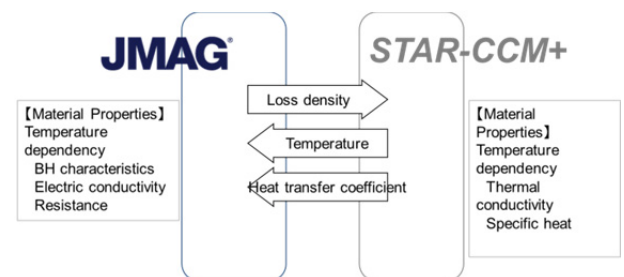 JMAG®
STAR-CCM+
Loss density
Temperature
Heat transfer coefficient
【Material Properties】
Temperature
dependency
BH characteristics
Electric conductivity
Resistance
【Material
Properties】
Temperature
dependency
Thermal
conductivity
Specific heat